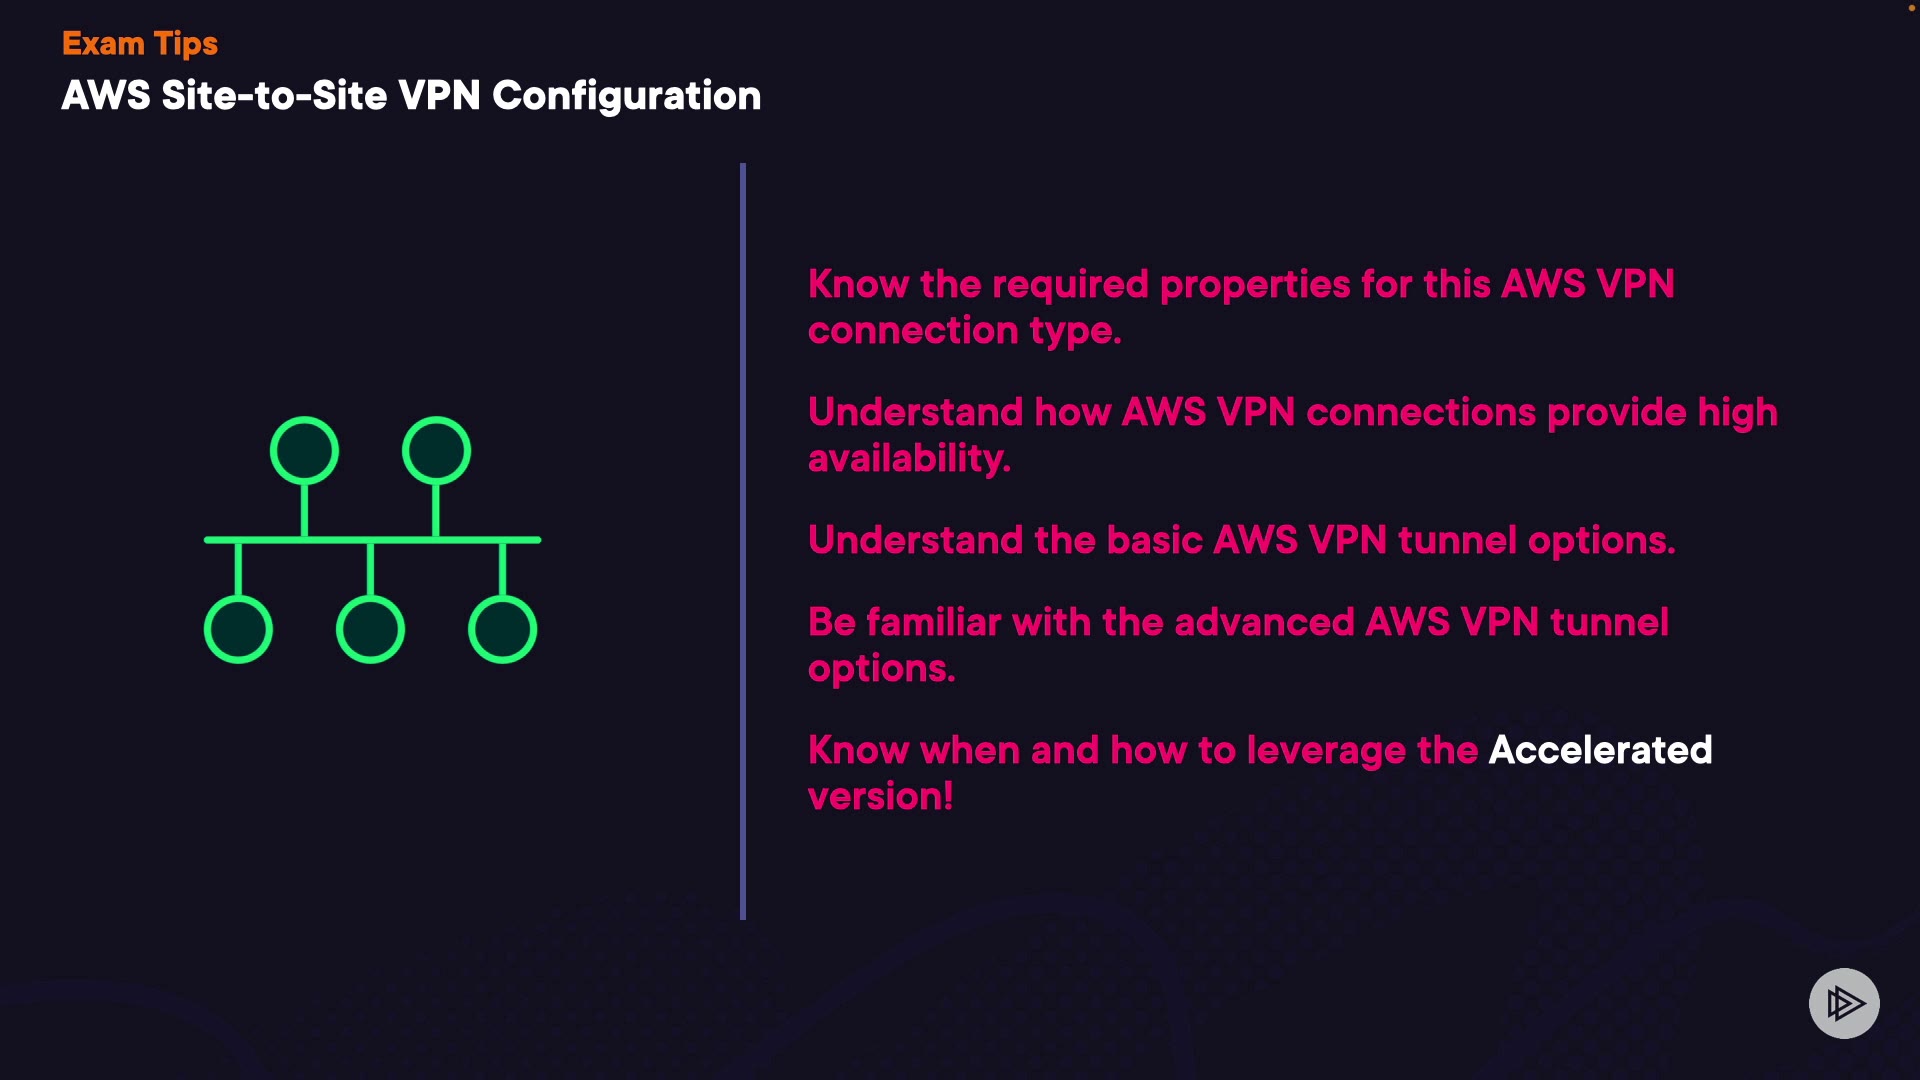 Exam Tips
AWS Site-to-Site VPN Configuration
Know the required properties for this AWS VPN
connection type.
Understand how AWS VPN connections provide high
availability.
Understand the basic AWS VPN tunnel options.
Be familiar with the advanced AWS VPN tunnel
options.
Know when and how to leverage the Accelerated
version!